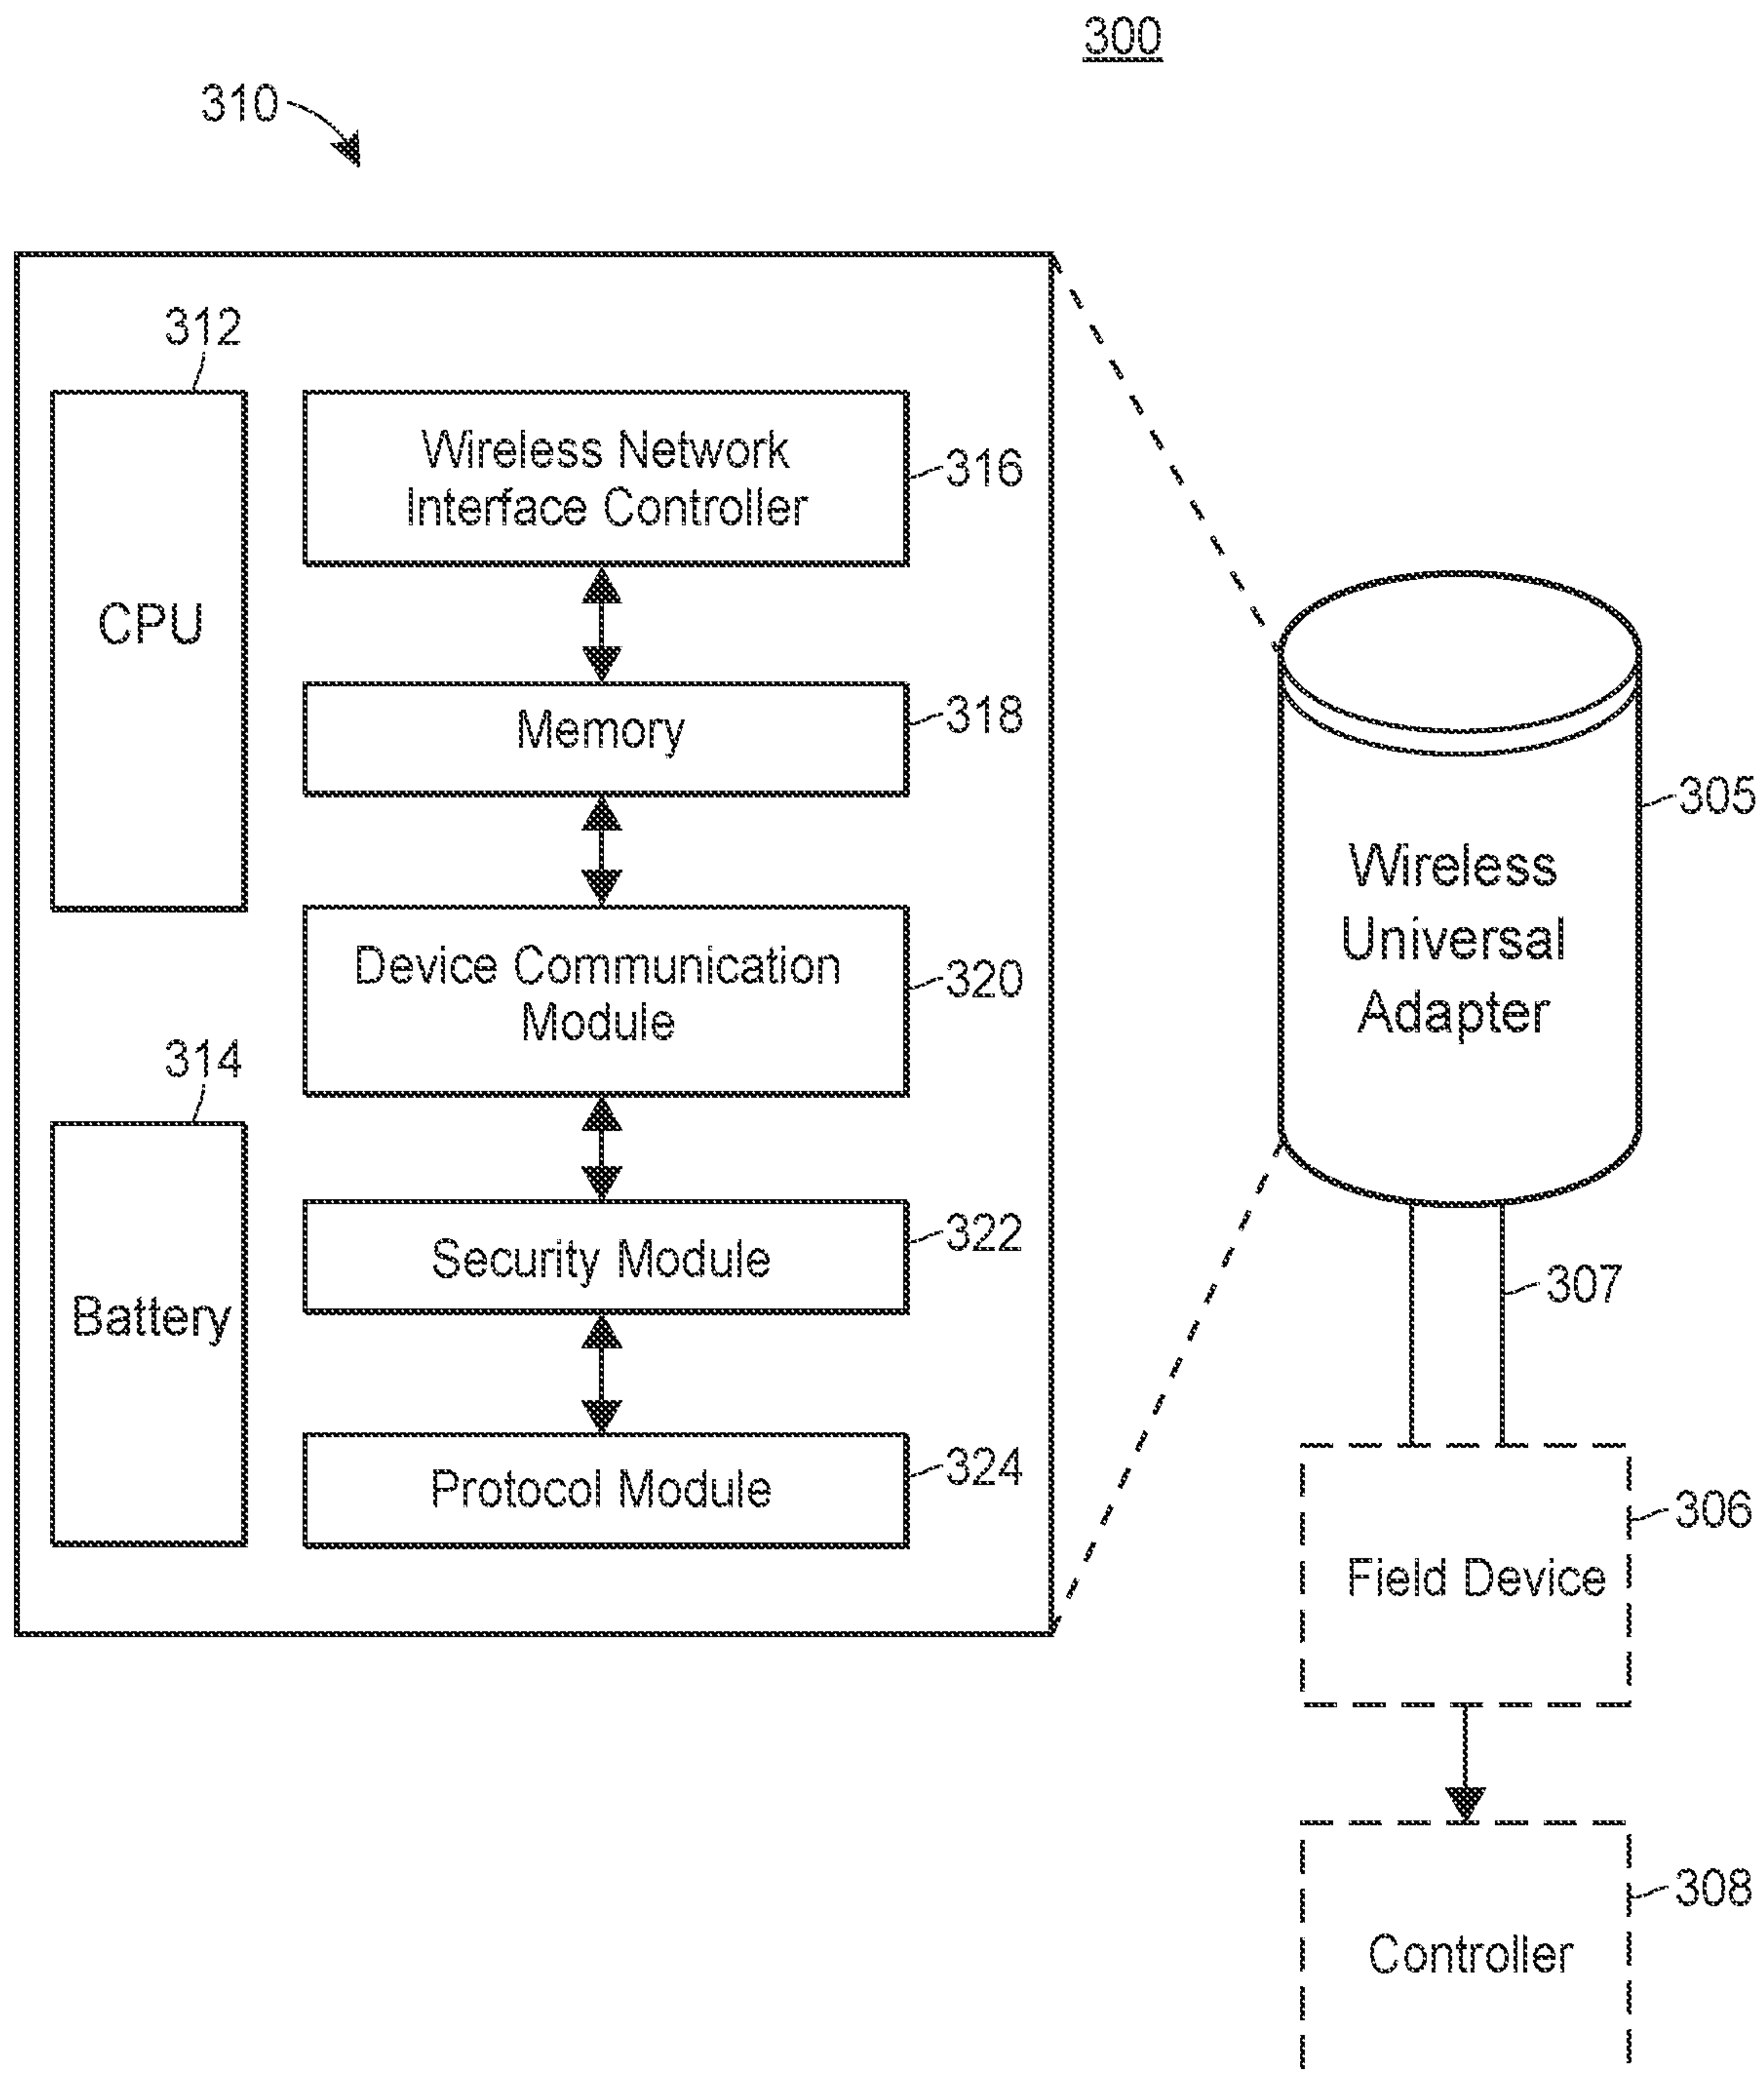 300
310
312
CPU
Wireless Network
Interface Controller
316
Memory
318
Device Communication
Module
320
314
Battery
Security Module
322
Protocol Module
324
Wireless
Universal
Adapter
305
307
Field Device
306
Controller
308